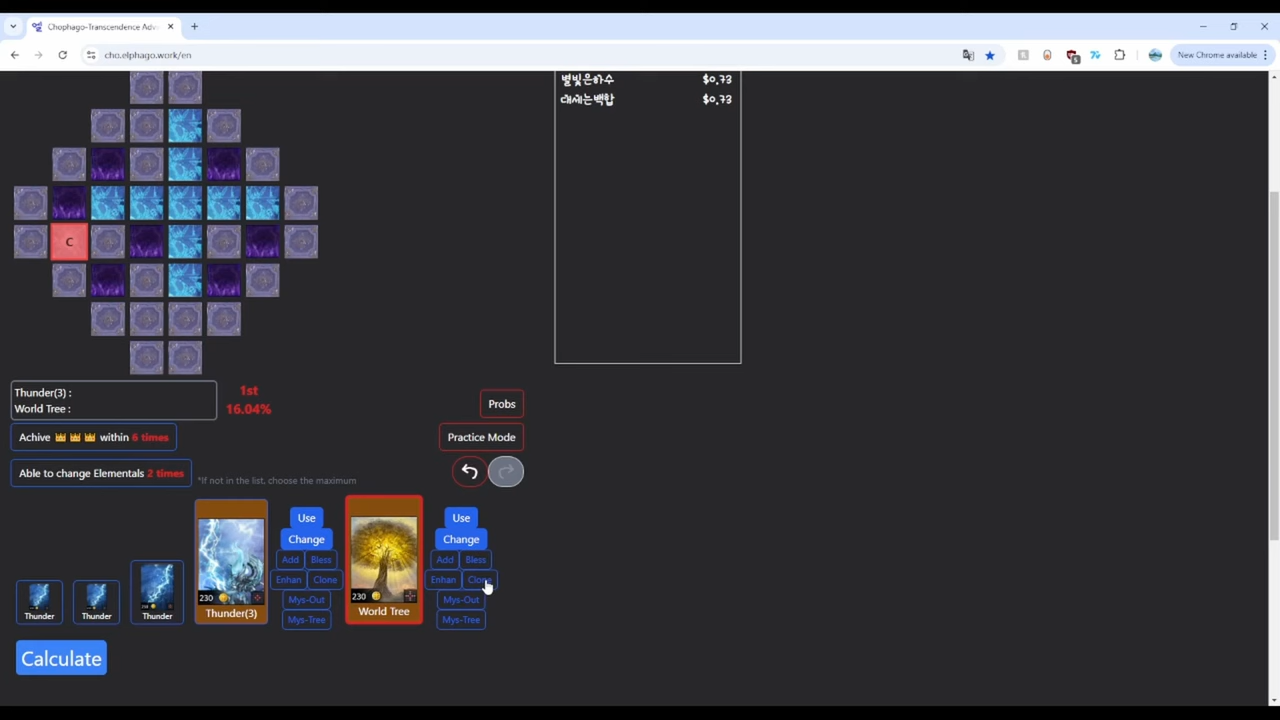 Chophago-Transcendence Adv
cho.elphago.work/en
New Chrome available
별빛은하수 $0.73
대세는백합 $0.73
C
Thunder(3) :
World Tree :
1st
16.04%
Probs
Achive within 6 times
Practice Mode
Able to change Elementals 2 times
*If not in the list, choose the maximum
Use
Use
Change
Change
Add Bless
Add Bless
Enhan Clone
Enhan Clone
230
230
Mys-Out
Mys-Out
Thunder
Thunder
Thunder
Thunder(3)
World Tree
Mys-Tree
Mys-Tree
Calculate